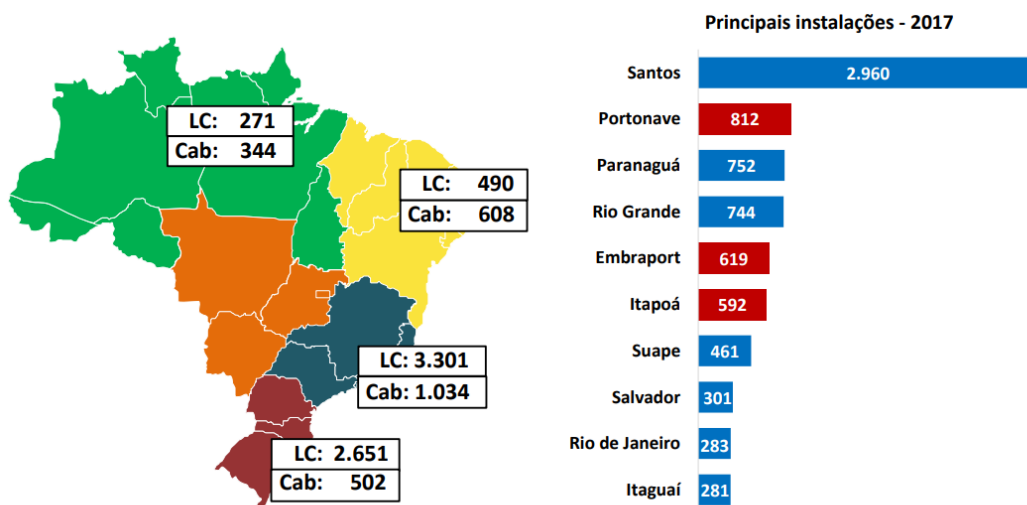 LC: 271
Cab: 344
LC: 490
Cab: 608
LC: 3.301
Cab: 1.034
LC: 2.651
Cab: 502
Principais instalações - 2017
Santos 2.960
Portonave 812
Paranaguá 752
Rio Grande 744
Embraport 619
Itapoá 592
Suape 461
Salvador 301
Rio de Janeiro 283
Itaguaí 281